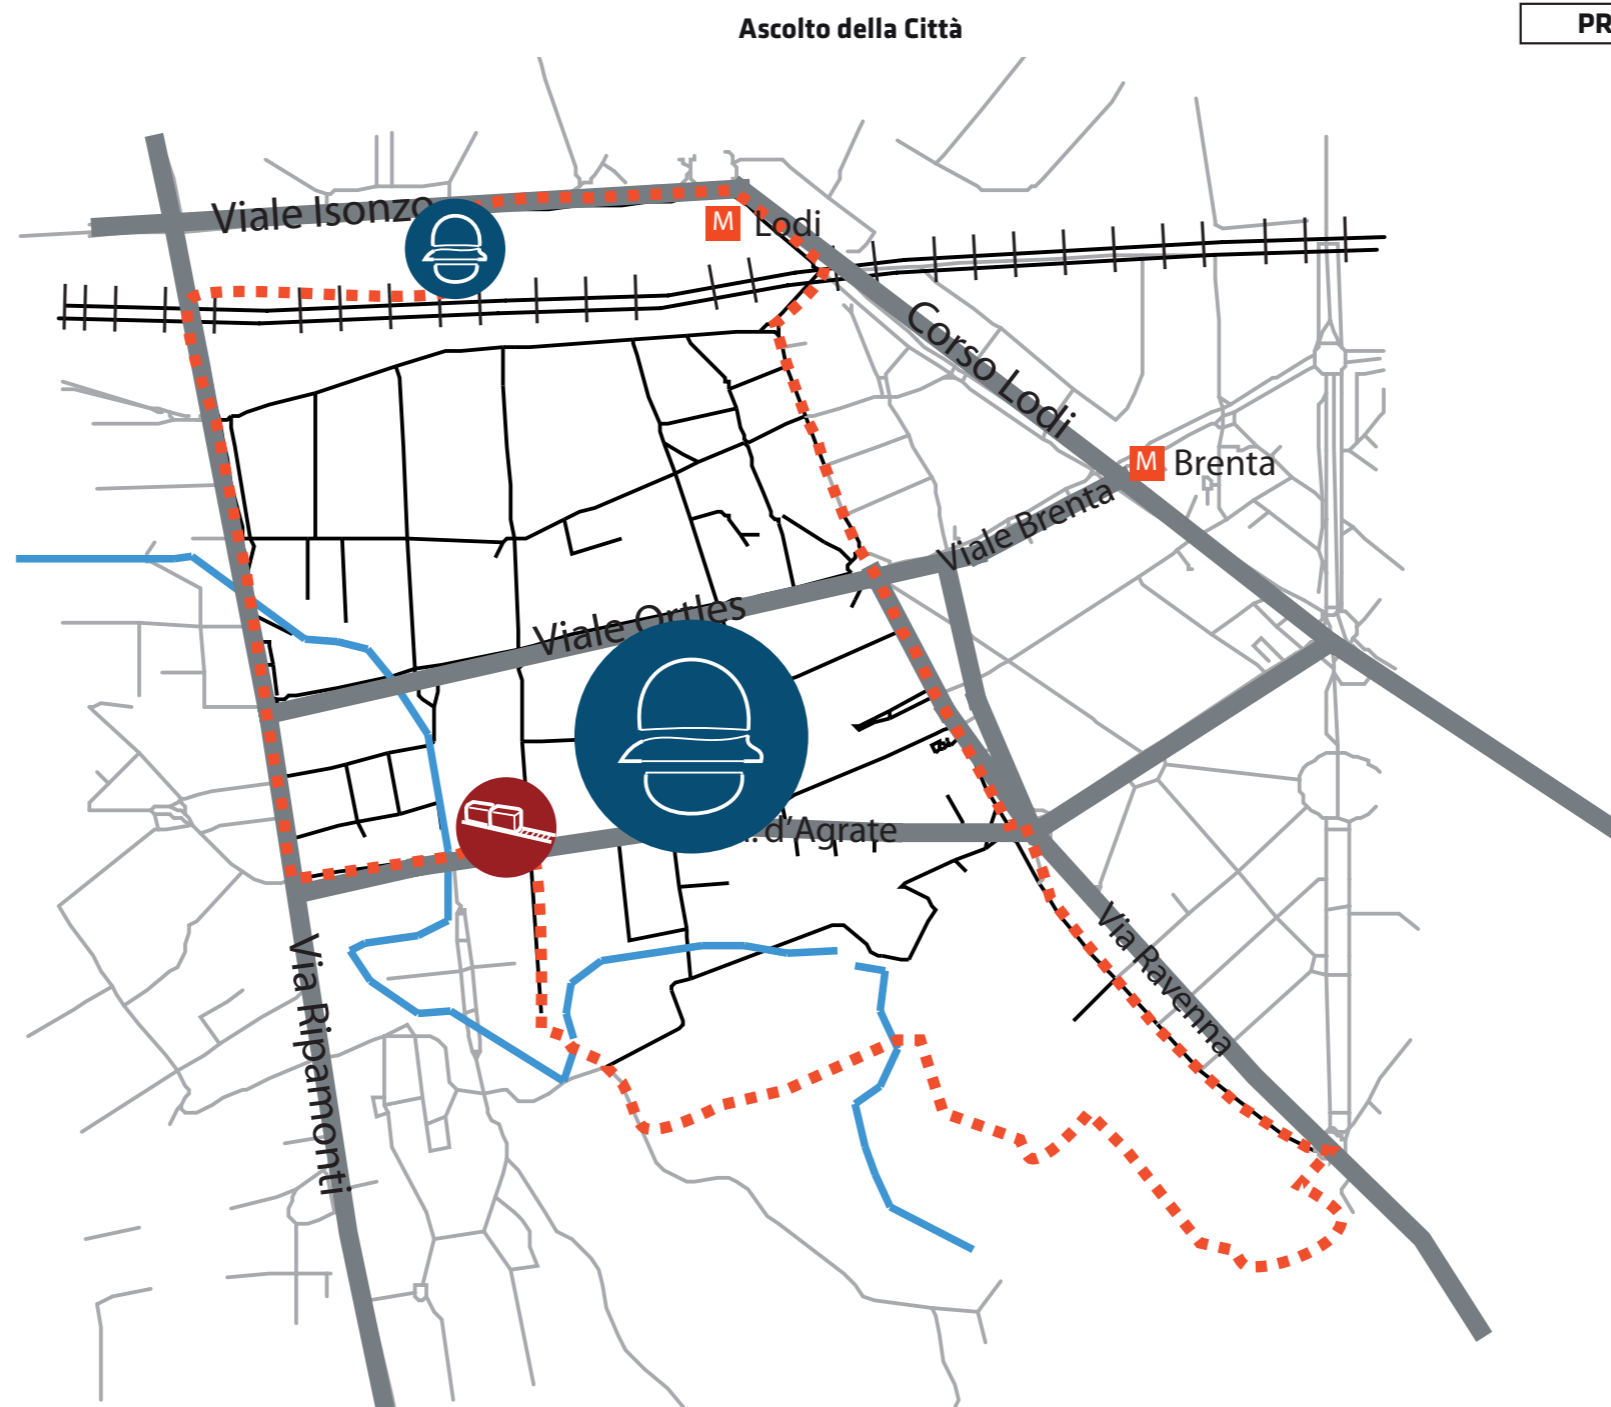 Ascolto della Città
PR
Viale Isonzo
M Lodi
Corso Lodi
M Brenta
Viale Brenta
Viale Ortles
d'Agrate
Via Ravenna
Via Ripamonti